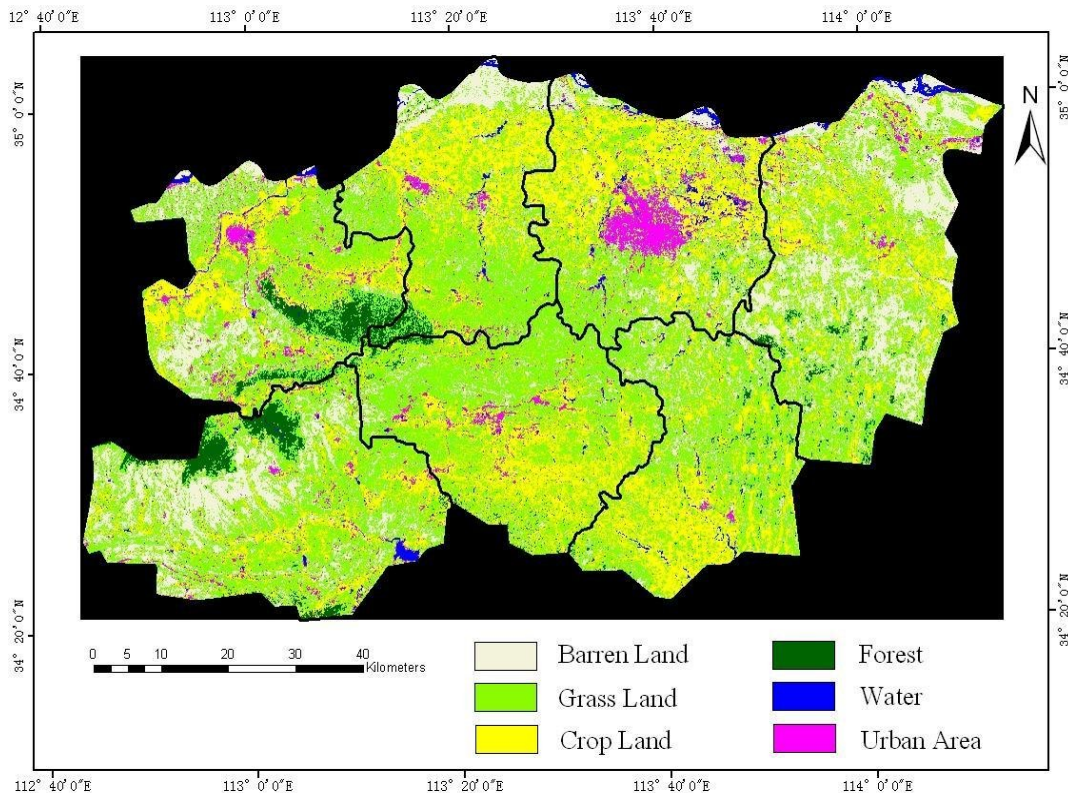 112° 40'0"E 113° 0'0"E 113° 20'0"E 113° 40'0"E 114° 0'0"E
35° 0'0"N
35° 0'0"N
N
34° 40'0"N
34° 40'0"N
34° 20'0"N
34° 20'0"N
0 5 10 20 30 40
Kilometers
Barren Land Forest
Grass Land Water
Crop Land Urban Area
112° 40'0"E 113° 0'0"E 113° 20'0"E 113° 40'0"E 114° 0'0"E